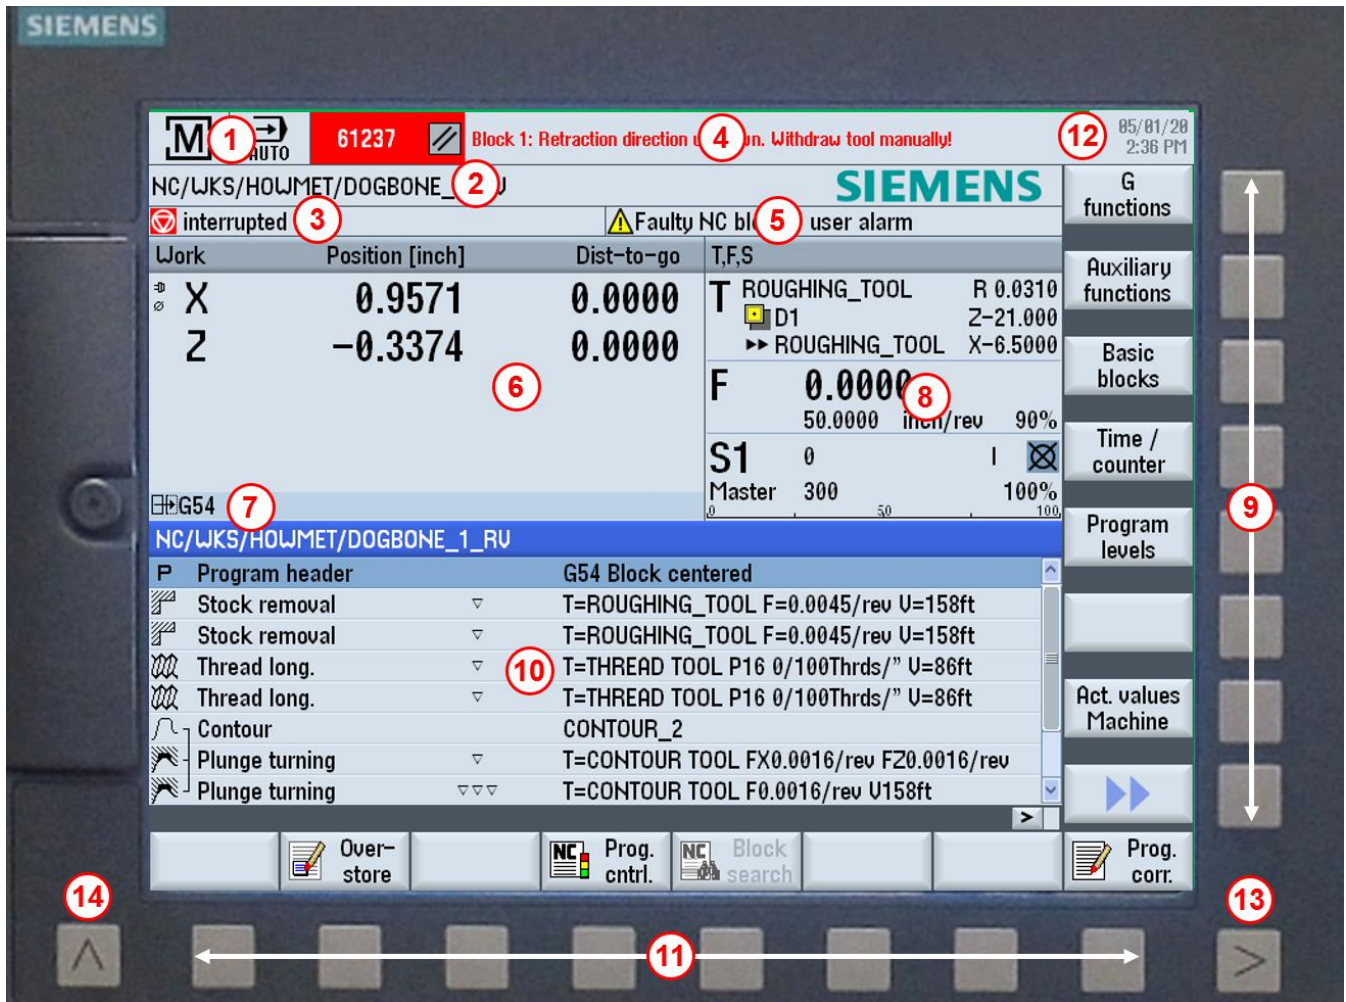 SIEMENS
M
1
AUTO
61237
Block 1: Retraction direction u
4
n. Withdraw tool manually!
12
05/01/20
2:36 PM
NC/WKS/HOWMET/DOGBONE_
2
SIEMENS
G
functions
interrupted
3
Faulty NC blo
5
user alarm
Work Position [inch] Dist-to-go
T,F,S
X 0.9571 0.0000
Z -0.3374 0.0000
6
T ROUGHING_TOOL R 0.0310
D1 Z-21.000
ROUGHING_TOOL X-6.5000
F 0.0000
8
50.0000 inch/rev 90%
S1 0 I
Master 300 100%
0 50 100
G54
7
Auxiliary
functions
Basic
blocks
Time /
counter
Program
levels
Act. values
Machine
9
NC/WKS/HOWMET/DOGBONE_1_RV
P Program header G54 Block centered
Stock removal T=ROUGHING_TOOL F=0.0045/rev V=158ft
Stock removal T=ROUGHING_TOOL F=0.0045/rev V=158ft
Thread long. T=THREAD TOOL P16 0/100Thrds/” V=86ft
10
Thread long. T=THREAD TOOL P16 0/100Thrds/” V=86ft
Contour CONTOUR_2
Plunge turning T=CONTOUR TOOL FX0.0016/rev FZ0.0016/rev
Plunge turning T=CONTOUR TOOL F0.0016/rev V158ft
>
Over-
store
NC Prog.
cntrl.
NC Block
search
Prog.
corr.
14
13
11